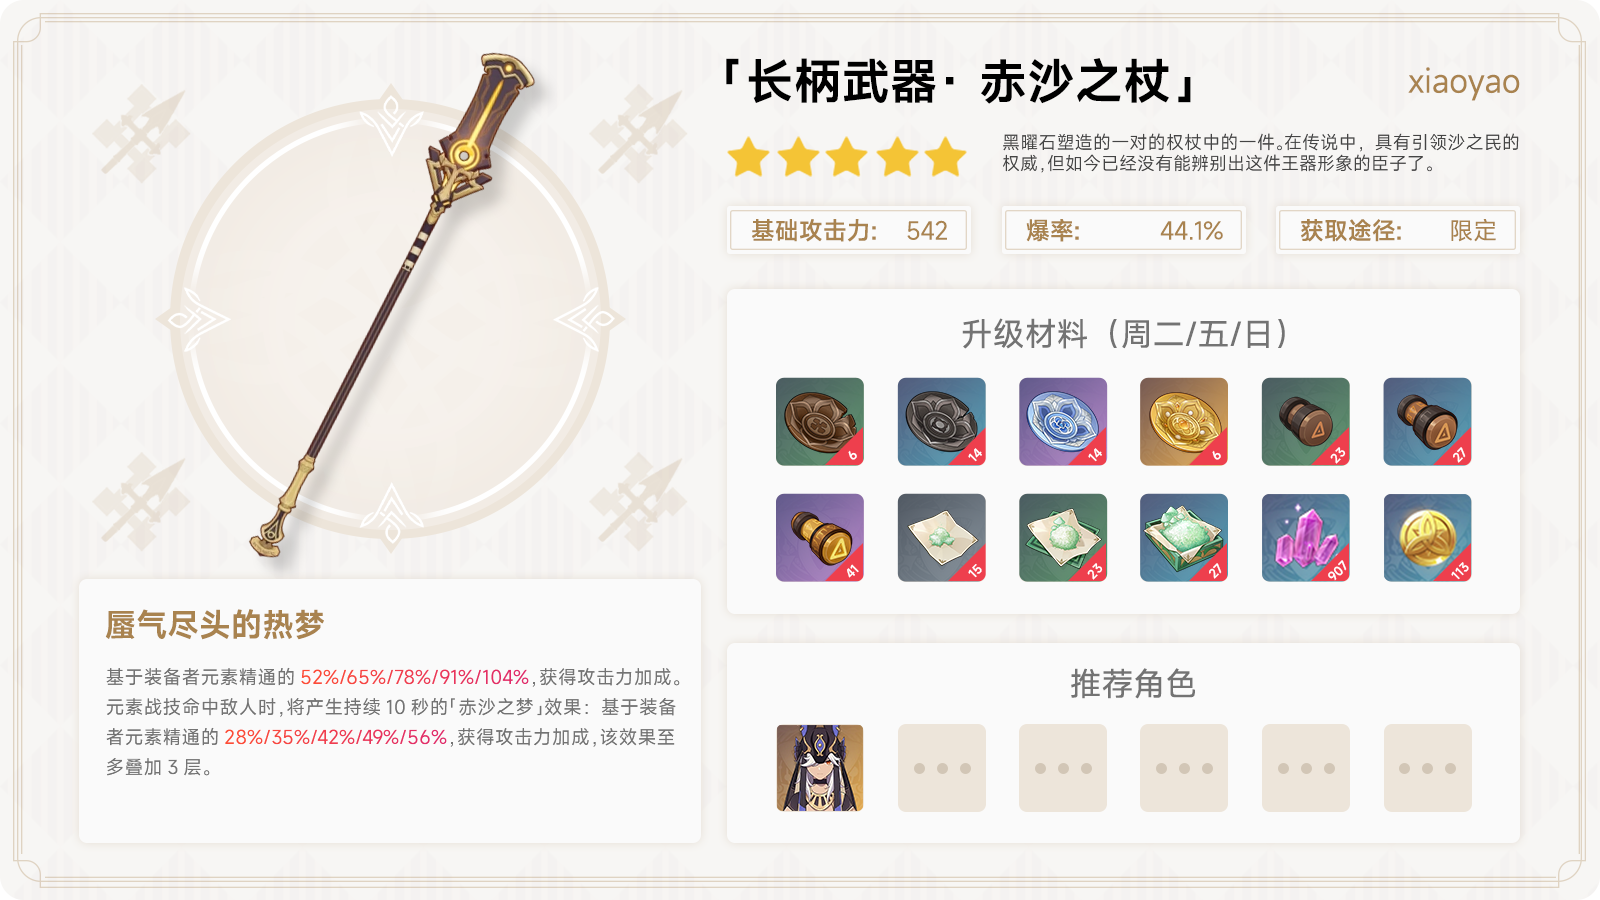 「长柄武器· 赤沙之杖」
xiaoyao
黑曜石塑造的一对的权杖中的一件。在传说中，具有引领沙之民的
权威,但如今已经没有能辨别出这件王器形象的臣子了。
基础攻击力: 542
爆率: 44.1%
获取途径: 限定
升级材料（周二/五/日）
6
14
14
6
23
27
41
15
23
27
907
113
蜃气尽头的热梦
基于装备者元素精通的 52%/65%/78%/91%/104%,获得攻击力加成。
元素战技命中敌人时,将产生持续 10 秒的「赤沙之梦」效果：基于装备
者元素精通的 28%/35%/42%/49%/56%,获得攻击力加成,该效果至
多叠加 3 层。
推荐角色